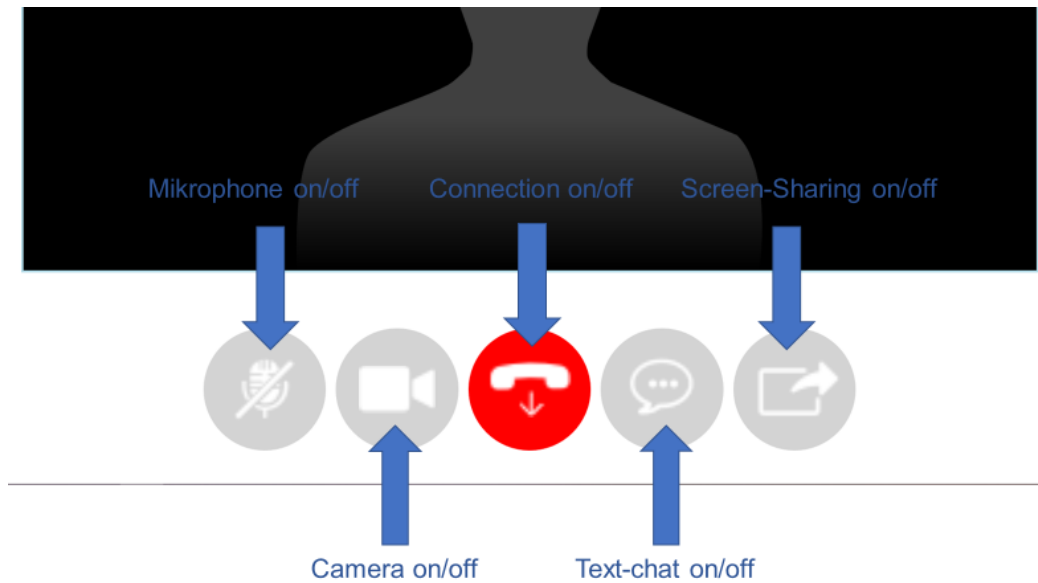 Mikrophone on/off
Connection on/off
Screen-Sharing on/off
Camera on/off
Text-chat on/off